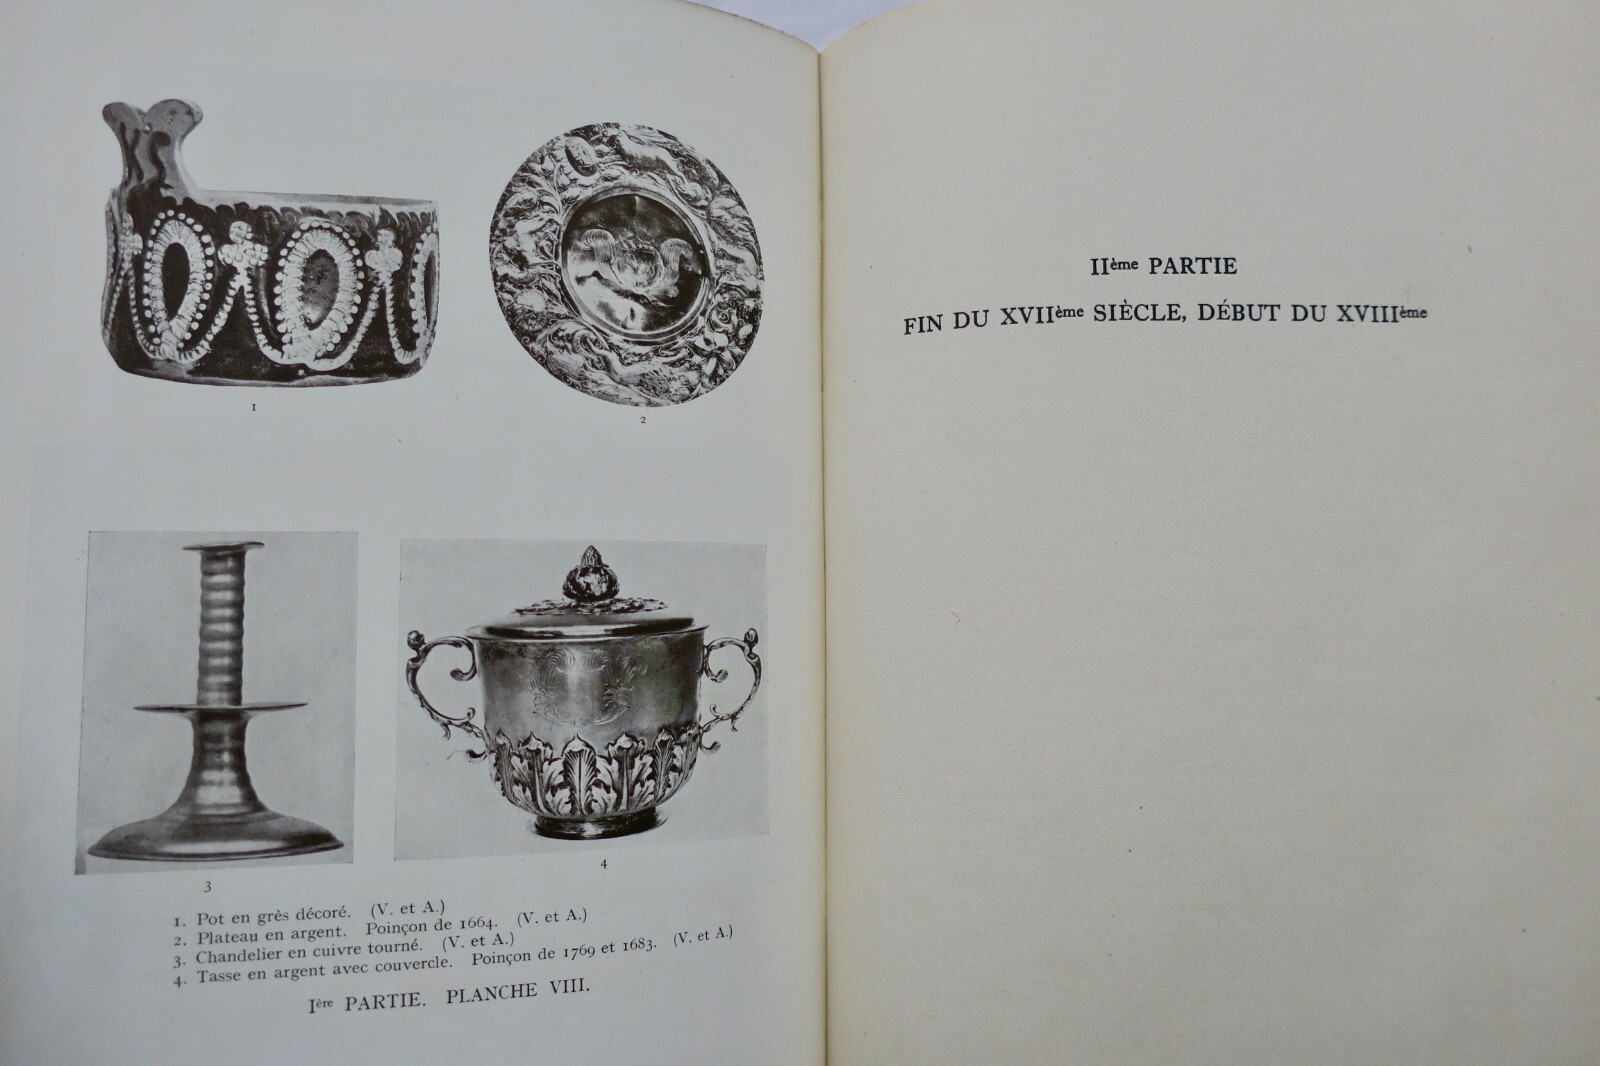 1
2
3
4
1. Pot en grès décoré. (V. et A.)
2. Plateau en argent. Poinçon de 1664. (V. et A.)
3. Chandelier en cuivre tourné. (V. et A.)
4. Tasse en argent avec couvercle. Poinçon de 1769 et 1683. (V. et A.)
Ière PARTIE. PLANCHE VIII.
IIème PARTIE
FIN DU XVIIème SIÈCLE, DÉBUT DU XVIIIème